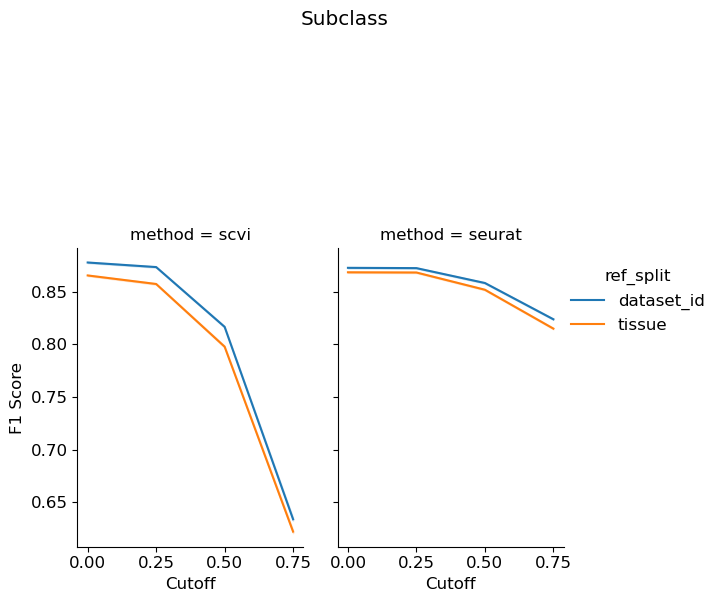 Subclass
method = scvi
method = seurat
F1 Score
0.85
0.80
0.75
0.70
0.65
0.00 0.25 0.50 0.75
Cutoff
0.00 0.25 0.50 0.75
Cutoff
ref_split
dataset_id
tissue